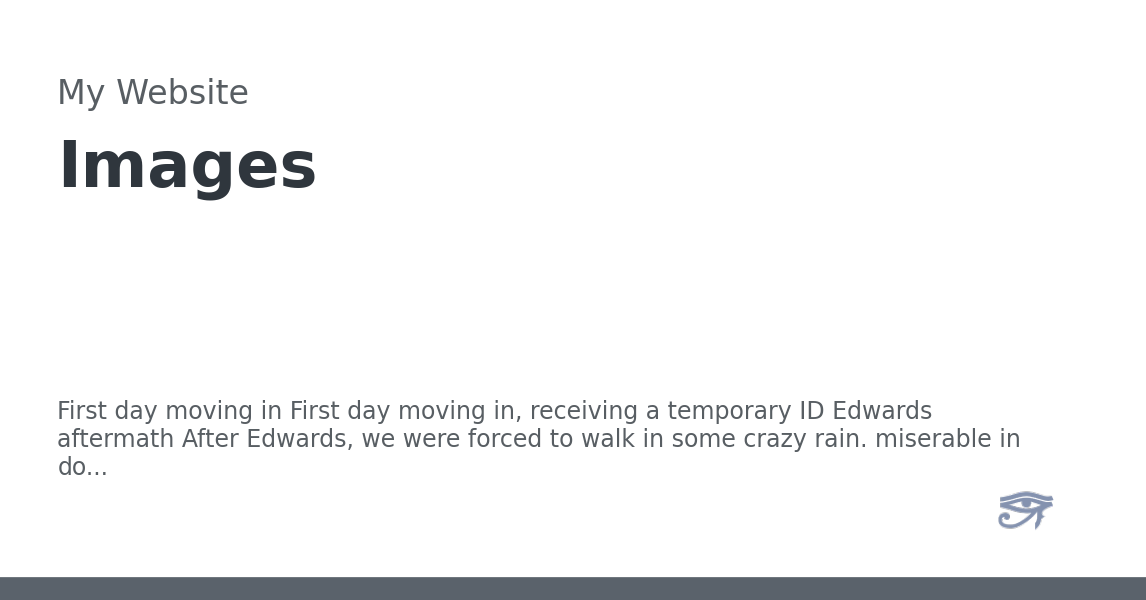 My Website
Images
First day moving in First day moving in, receiving a temporary ID Edwards
aftermath After Edwards, we were forced to walk in some crazy rain. miserable in
do...